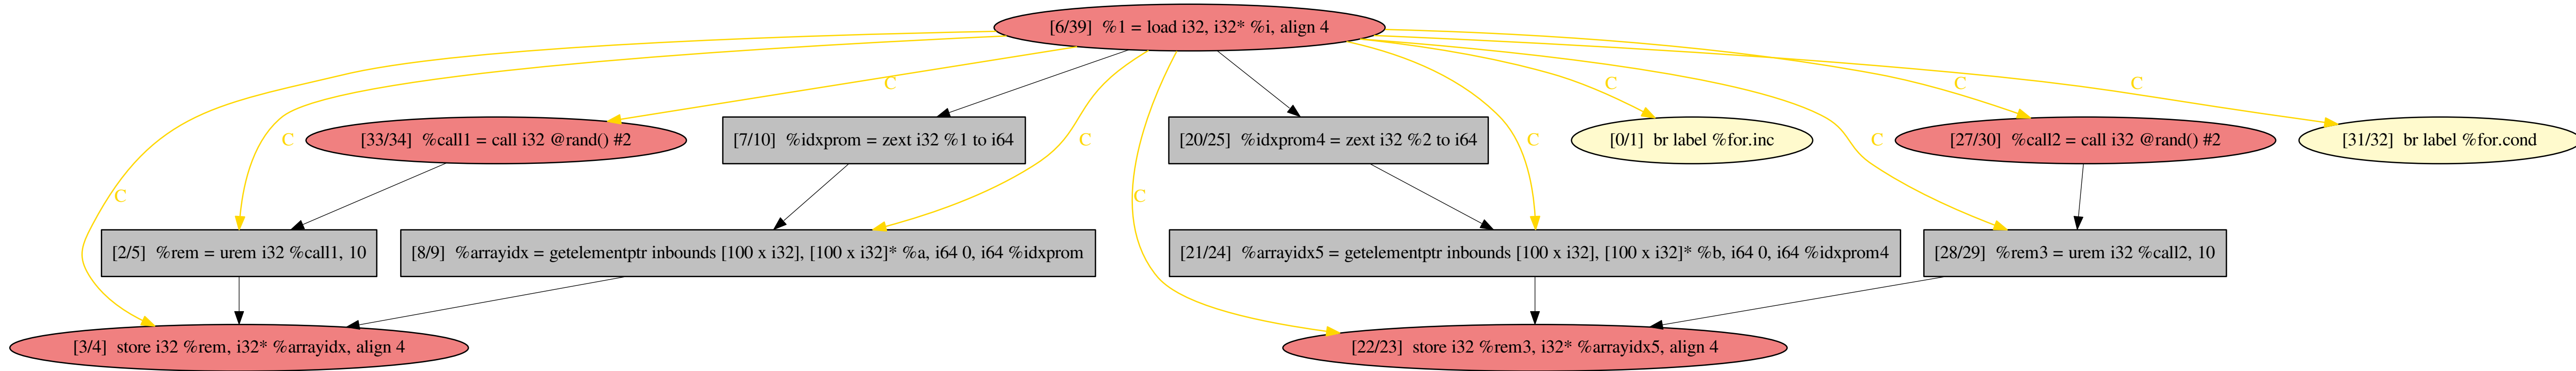 [6/39] %1 = load i32, i32* %i, align 4
C
C
C
C
[33/34] %call1 = call i32 @rand() #2
[7/10] %idxprom = zext i32 %1 to i64
[20/25] %idxprom4 = zext i32 %2 to i64
[0/1] br label %for.inc
[27/30] %call2 = call i32 @rand() #2
[31/32] br label %for.cond
C
C
C
C
C
C
[2/5] %rem = urem i32 %call1, 10
[8/9] %arrayidx = getelementptr inbounds [100 x i32], [100 x i32]* %a, i64 0, i64 %idxprom
[21/24] %arrayidx5 = getelementptr inbounds [100 x i32], [100 x i32]* %b, i64 0, i64 %idxprom4
[28/29] %rem3 = urem i32 %call2, 10
[3/4] store i32 %rem, i32* %arrayidx, align 4
[22/23] store i32 %rem3, i32* %arrayidx5, align 4